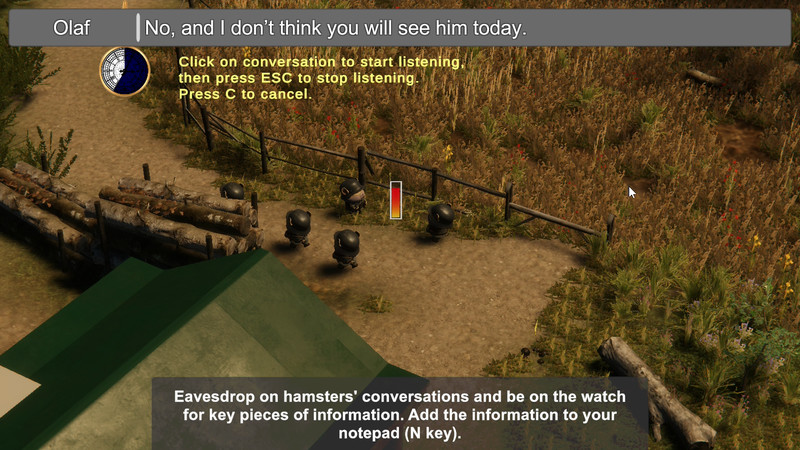 Olaf
No, and I don't think you will see him today.
Click on conversation to start listening,
then press ESC to stop listening.
Press C to cancel.
Eavesdrop on hamsters' conversations and be on the watch
for key pieces of information. Add the information to your
notepad (N key).